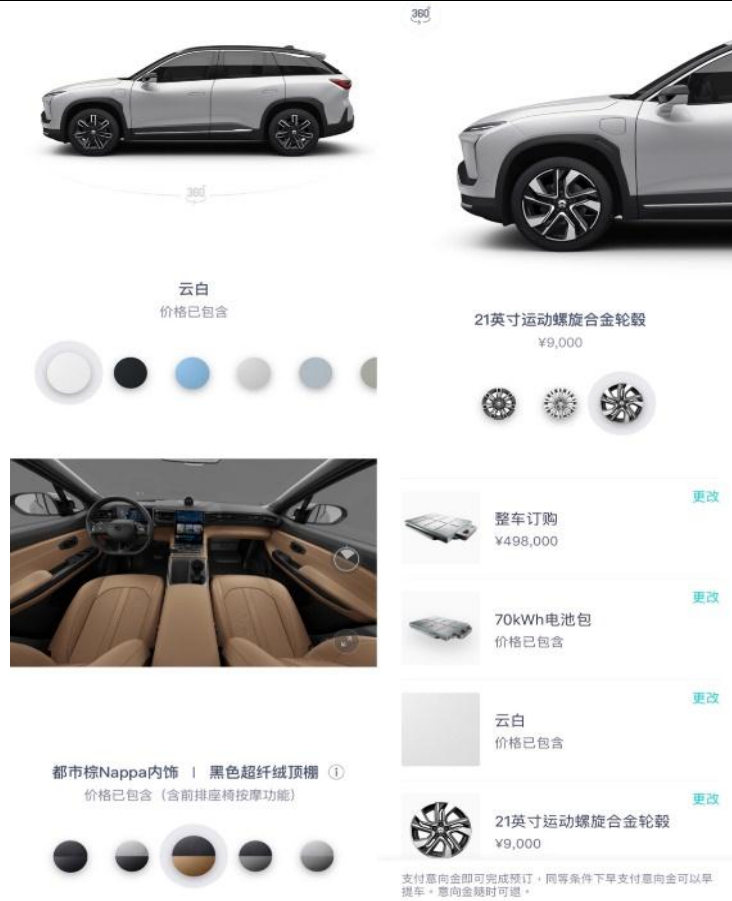 360°
云白
价格已包含
都市棕Nappa内饰 | 黑色超纤绒顶棚
价格已包含（含前排座椅按摩功能）
360°
21英寸运动螺旋合金轮毂
¥9,000
更改
整车订购
¥498,000
更改
70kWh电池包
价格已包含
更改
云白
价格已包含
更改
21英寸运动螺旋合金轮毂
¥9,000
支付意向金即可完成预订，同等条件下早支付意向金可以早
提车。意向金随时可退。